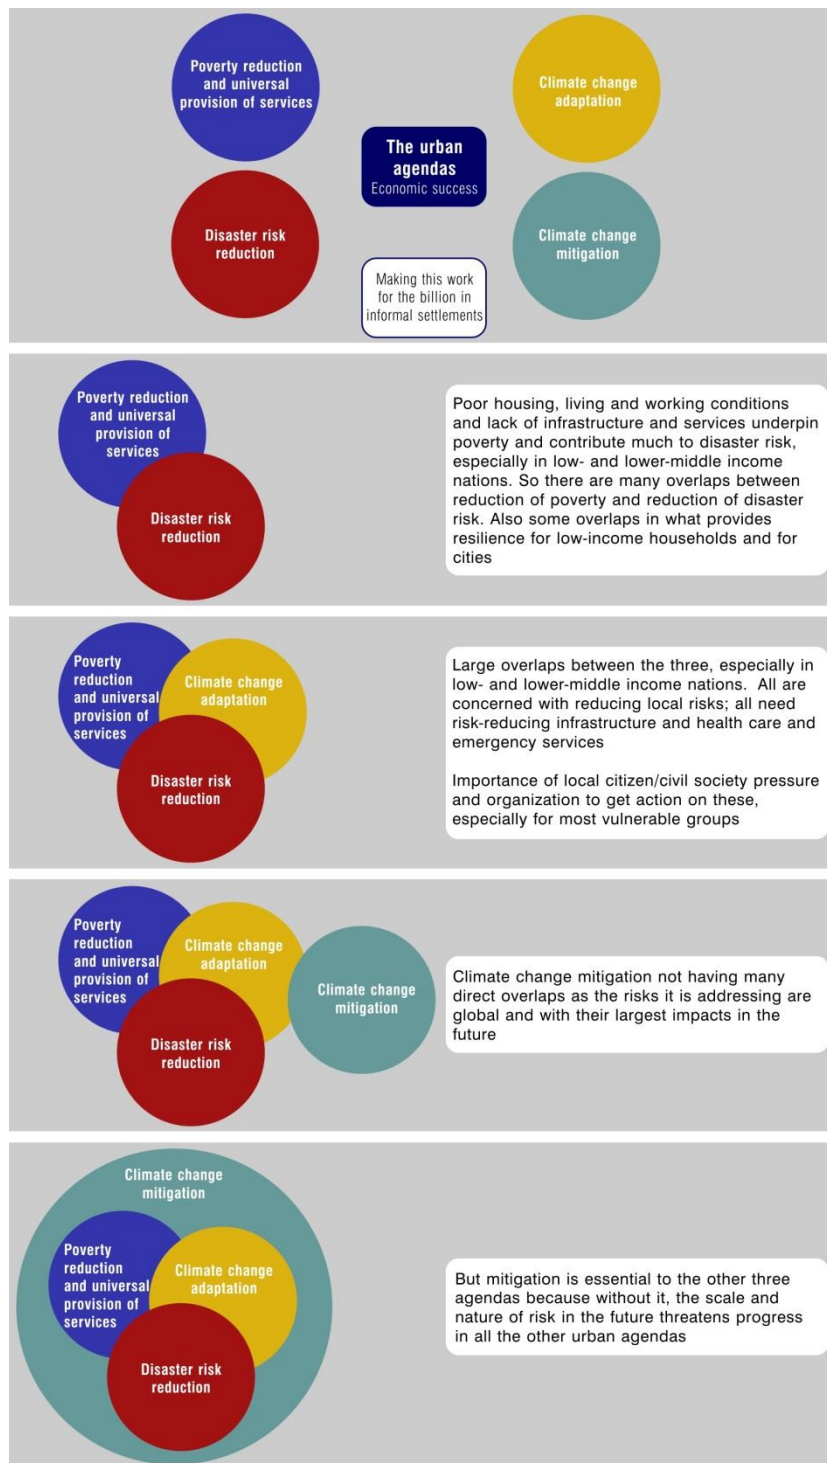 Poverty reduction
and universal
provision of services
Climate change
adaptation
The urban
agendas
Economic success
Disaster risk
reduction
Climate change
mitigation
Making this work
for the billion in
informal settlements
Poverty reduction
and universal
provision of
services
Disaster risk
reduction
Poor housing, living and working conditions
and lack of infrastructure and services underpin
poverty and contribute much to disaster risk,
especially in low- and lower-middle income
nations. So there are many overlaps between
reduction of poverty and reduction of disaster
risk. Also some overlaps in what provides
resilience for low-income households and for
cities
Poverty
reduction
and universal
provision of
services
Climate change
adaptation
Disaster risk
reduction
Large overlaps between the three, especially in
low- and lower-middle income nations.  All are
concerned with reducing local risks; all need
risk-reducing infrastructure and health care and
emergency services
Importance of local citizen/civil society pressure
and organization to get action on these,
especially for most vulnerable groups
Poverty
reduction
and universal
provision of
services
Climate change
adaptation
Disaster risk
reduction
Climate change
mitigation
Climate change mitigation not having many
direct overlaps as the risks it is addressing are
global and with their largest impacts in the
future
Climate change
mitigation
Poverty
reduction
and universal
provision of
services
Climate change
adaptation
Disaster risk
reduction
But mitigation is essential to the other three
agendas because without it, the scale and
nature of risk in the future threatens progress
in all the other urban agendas